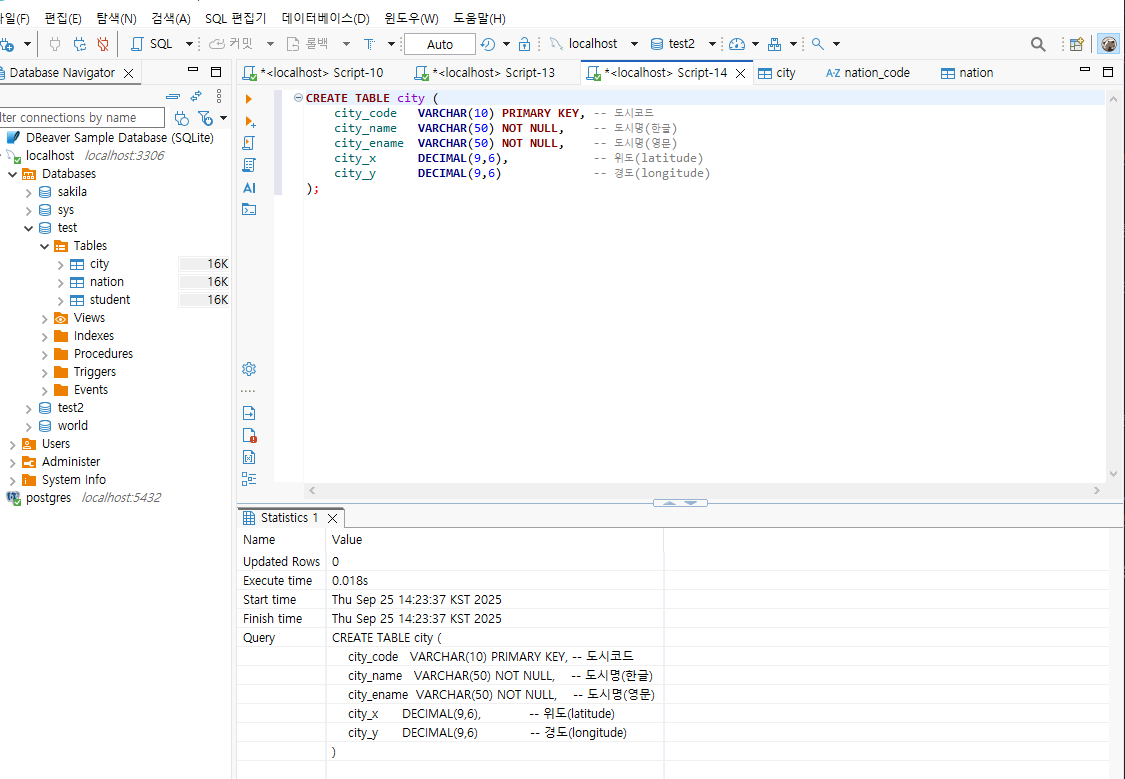 일(F) 편집(E) 탐색(N) 검색(A) SQL 편집기 데이터베이스(D) 윈도우(W) 도움말(H)
SQL 커밋 롤백 T Auto localhost test2
Database Navigator
*<localhost> Script-10 *<localhost> Script-13 *<localhost> Script-14 city A-Z nation_code nation
lter connections by name
DBeaver Sample Database (SQLite)
localhost localhost:3306
Databases
sakila
sys
test
Tables
city 16K
nation 16K
student 16K
Views
Indexes
Procedures
Triggers
Events
test2
world
Users
Administer
System Info
postgres localhost:5432
AI
CREATE TABLE city (
city_code VARCHAR(10) PRIMARY KEY, -- 도시코드
city_name VARCHAR(50) NOT NULL, -- 도시명(한글)
city_ename VARCHAR(50) NOT NULL, -- 도시명(영문)
city_x DECIMAL(9,6), -- 위도(latitude)
city_y DECIMAL(9,6) -- 경도(longitude)
);
Statistics 1
Name Value
Updated Rows 0
Execute time 0.018s
Start time Thu Sep 25 14:23:37 KST 2025
Finish time Thu Sep 25 14:23:37 KST 2025
Query CREATE TABLE city (
city_code VARCHAR(10) PRIMARY KEY, -- 도시코드
city_name VARCHAR(50) NOT NULL, -- 도시명(한글)
city_ename VARCHAR(50) NOT NULL, -- 도시명(영문)
city_x DECIMAL(9,6), -- 위도(latitude)
city_y DECIMAL(9,6) -- 경도(longitude)
)